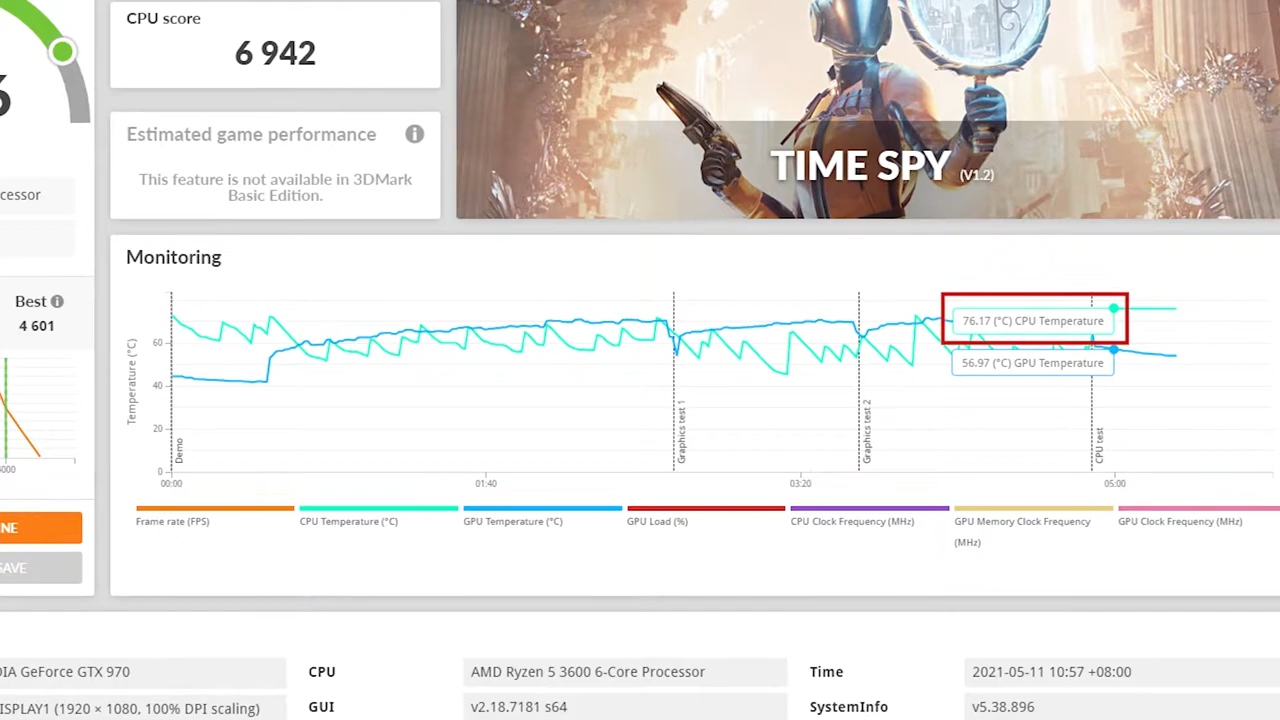 CPU score
6 942
Estimated game performance
This feature is not available in 3DMark
Basic Edition.
TIME SPY (V1.2)
Best
4 601
Monitoring
76.17 (°C) CPU Temperature
56.97 (°C) GPU Temperature
Temperature (°C)
60
40
20
0
Demo
Graphics test 1
Graphics test 2
CPU test
00:00
01:40
03:20
05:00
Frame rate (FPS)
CPU Temperature (°C)
GPU Temperature (°C)
GPU Load (%)
CPU Clock Frequency (MHz)
GPU Memory Clock Frequency
(MHz)
GPU Clock Frequency (MHz)
GeForce GTX 970
CPU
AMD Ryzen 5 3600 6-Core Processor
Time
2021-05-11 10:57 +08:00
(1920 × 1080, 100% DPI scaling)
GUI
v2.18.7181 s64
SystemInfo
v5.38.896